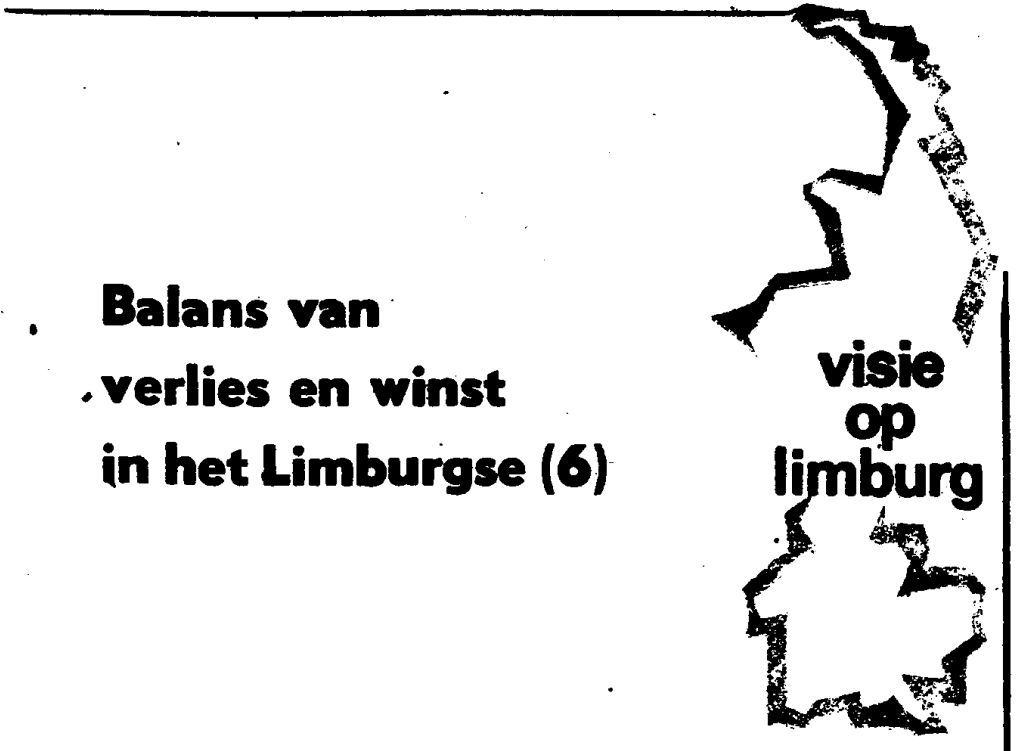 Balans van
verlies en winst
in het Limburgse (6)
visie
op
limburg